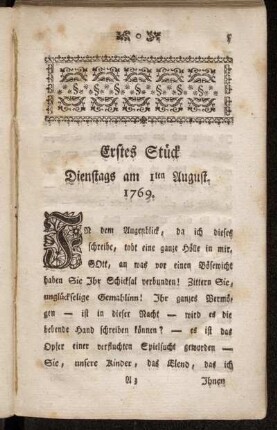 5
Erstes Stück
Dienstags am 1ten August.
1769.
IN dem Augenblick, da ich dieses
schreibe, tobt eine ganze Hölle in mir,
GOtt, an was vor einen Bösewicht
haben Sie Ihr Schicksal verbunden! Zittern Sie,
unglückselige Gemahlinn! Ihr ganzes Vermö-
gen — ist in dieser Nacht — wird es die
bebende Hand schreiben können? — es ist das
Opfer einer verfluchten Spielsucht geworden —
Sie, unsere Kinder, das Elend, das ich
A 3 Ihnen